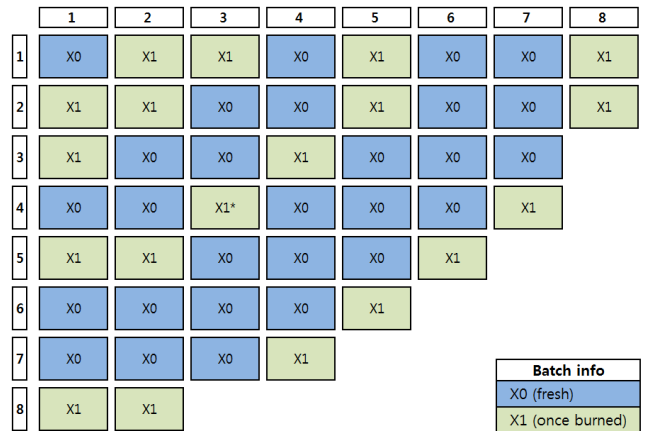 1 2 3 4 5 6 7 8
1 X0 X1 X1 X0 X1 X0 X0 X1
2 X1 X1 X0 X0 X1 X0 X0 X1
3 X1 X0 X0 X1 X0 X0 X0
4 X0 X0 X1* X0 X0 X0 X1
5 X1 X1 X0 X0 X0 X1
6 X0 X0 X0 X0 X1
7 X0 X0 X0 X1
8 X1 X1
Batch info
X0 (fresh)
X1 (once burned)